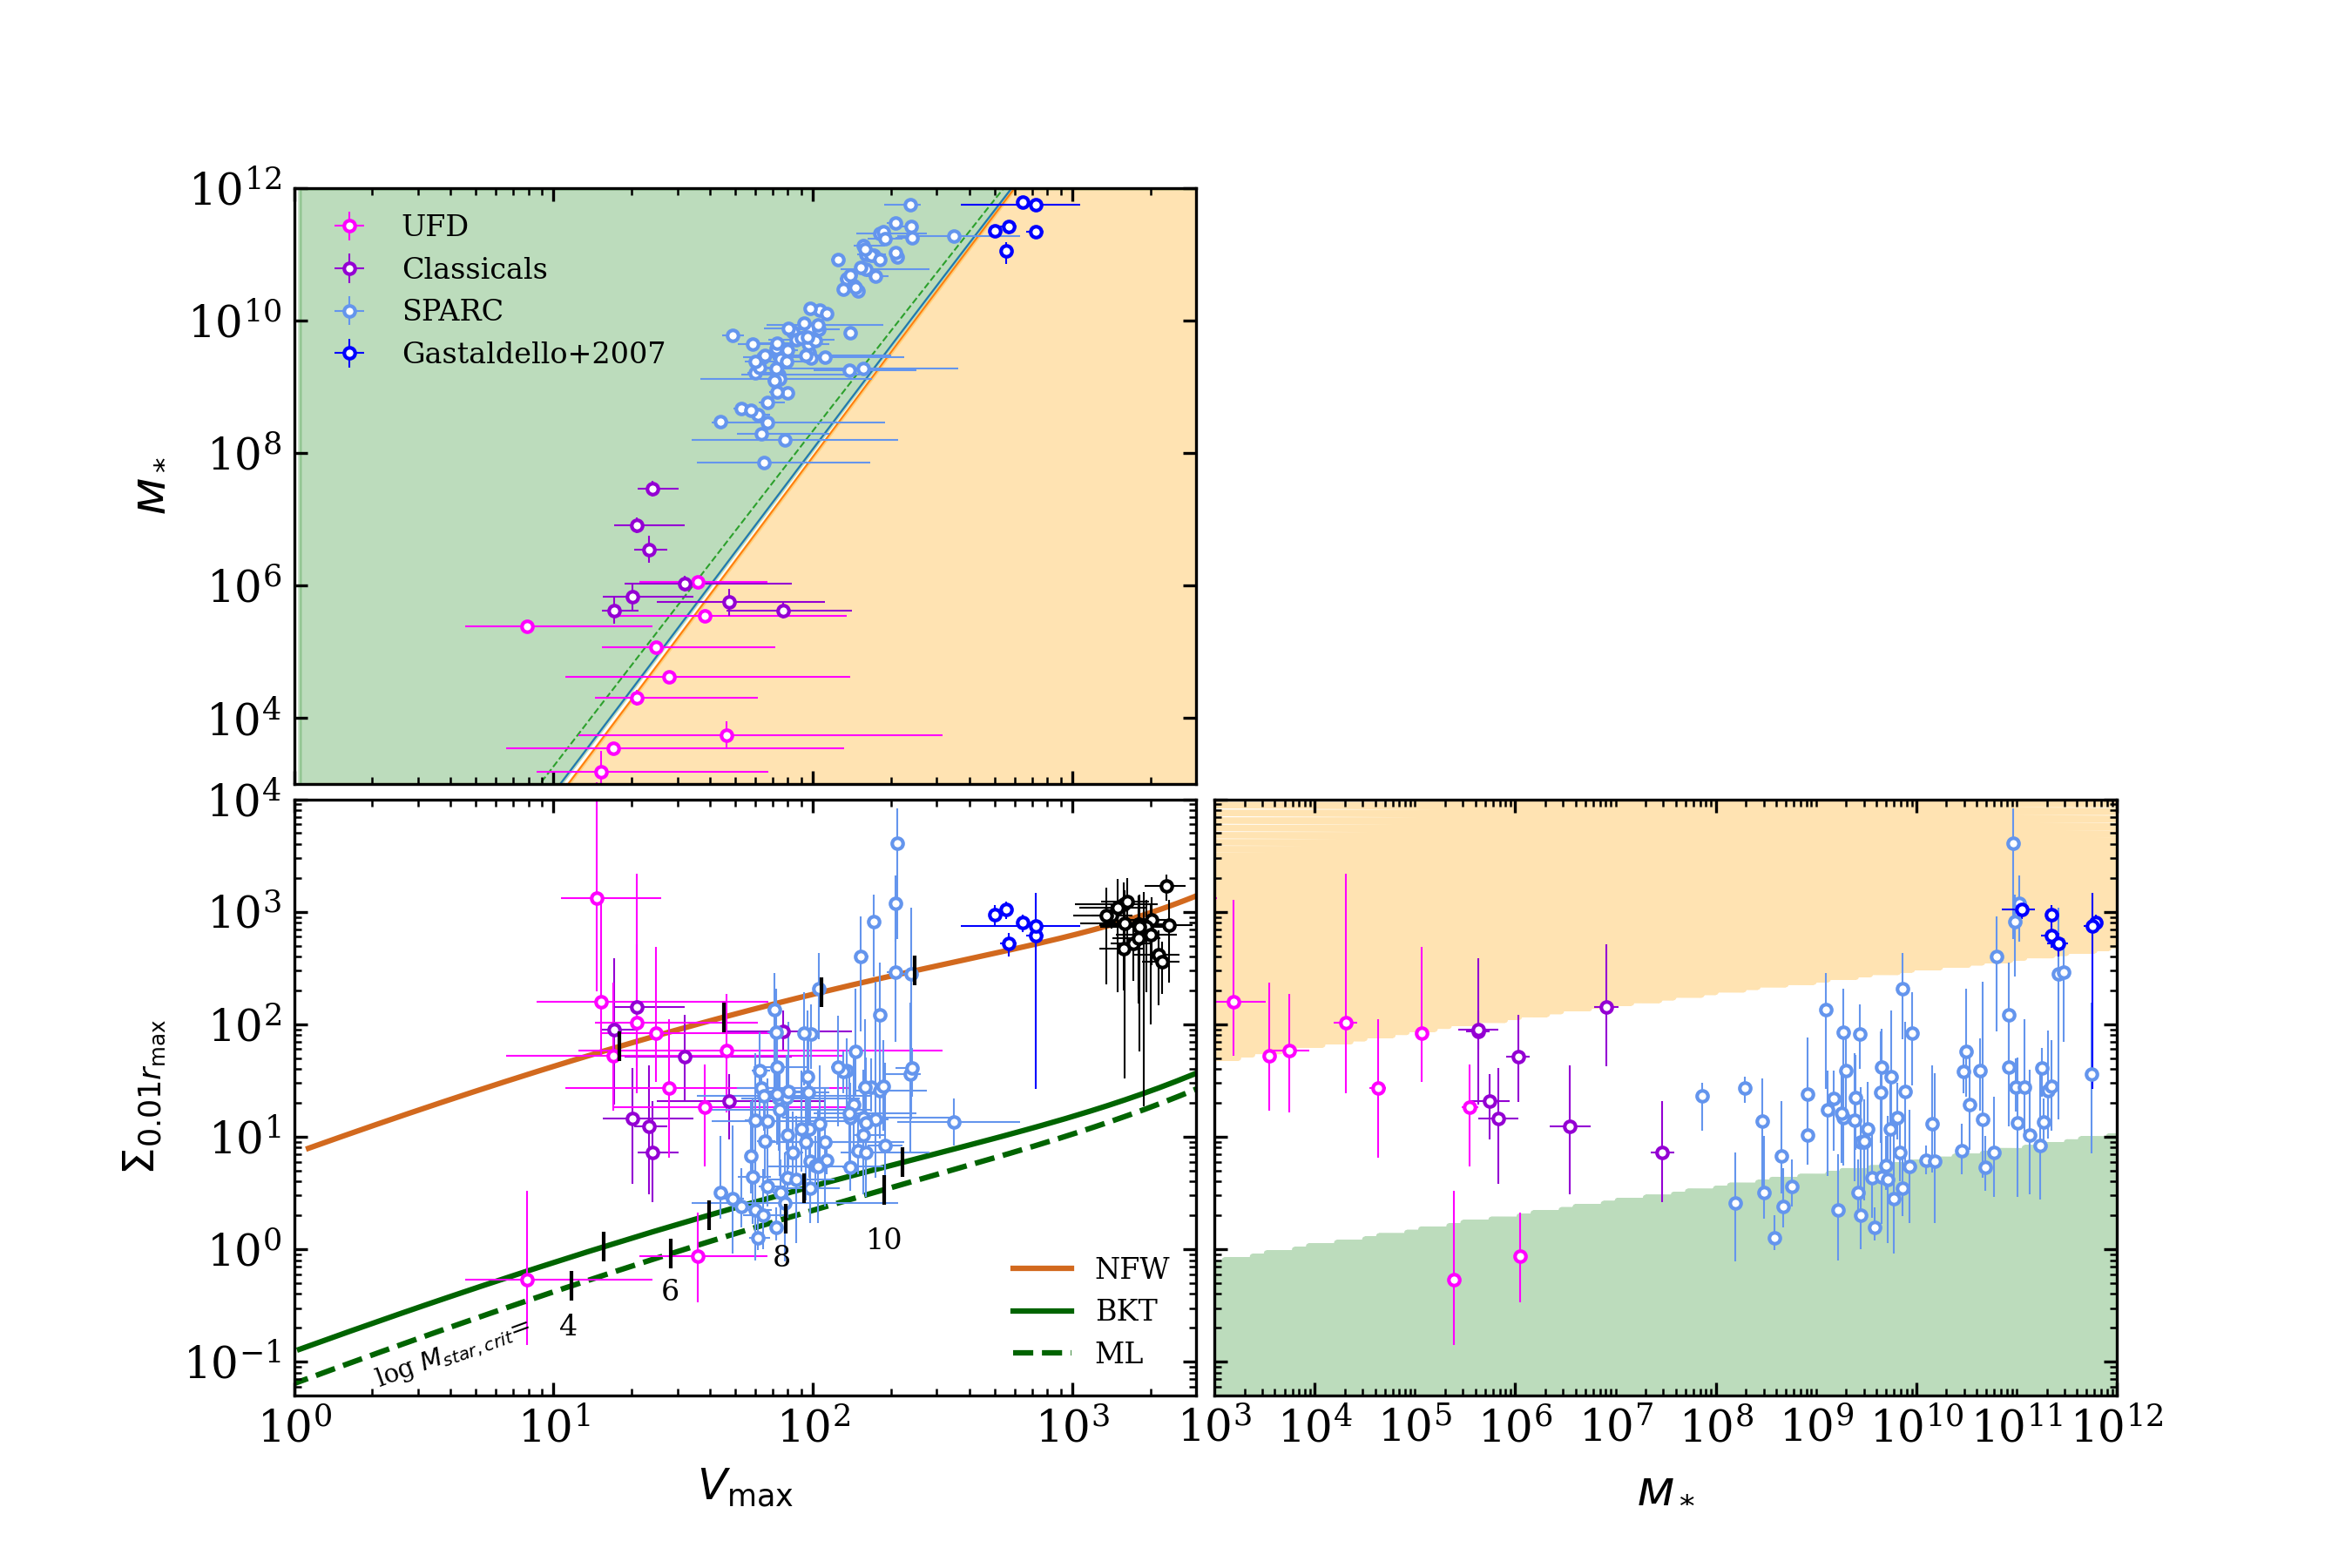 10^12
10^10
10^8
10^6
10^4
M_*
UFD
Classicals
SPARC
Gastaldello+2007
10^4
10^3
10^2
10^1
10^0
10^−1
Σ_0.01r_max
log M_star,crit=
4
6
8
10
NFW
BKT
ML
10^0 10^1 10^2 10^3
V_max
10^3 10^4 10^5 10^6 10^7 10^8 10^9 10^10 10^11 10^12
M_*